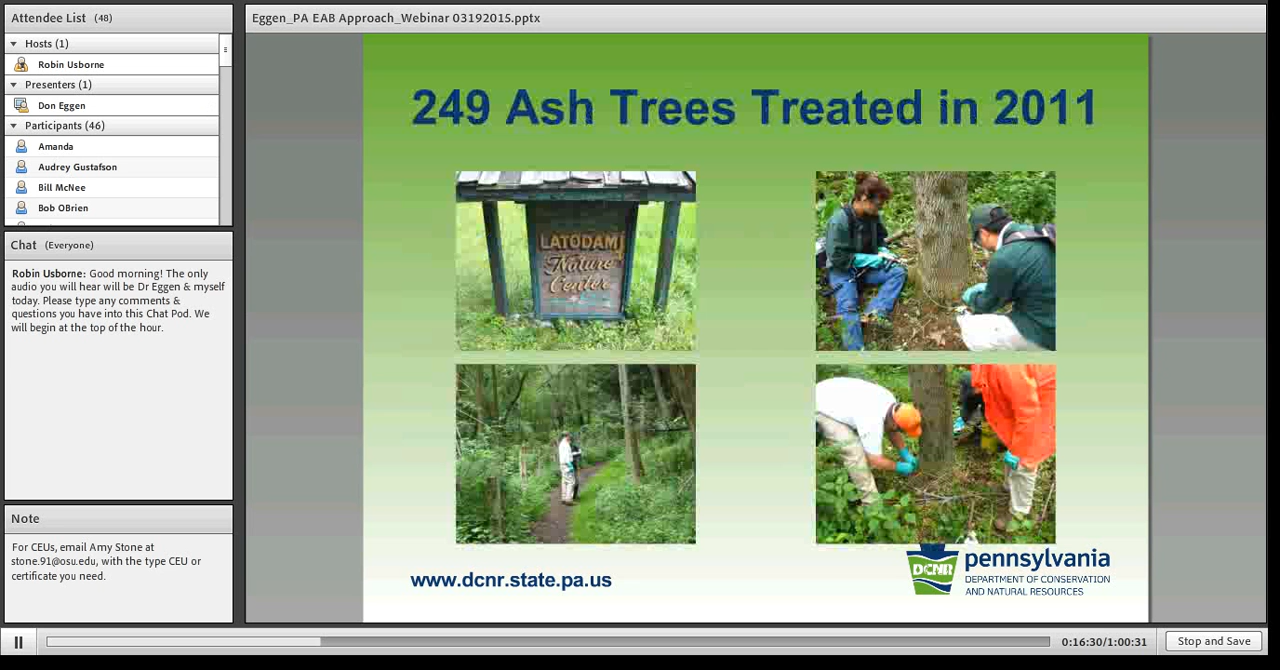 Attendee List (48)
Hosts (1)
Robin Usborne
Presenters (1)
Don Eggen
Participants (46)
Amanda
Audrey Gustafson
Bill McNee
Bob OBrien
Chat (Everyone)
Robin Usborne: Good morning! The only
audio you will hear will be Dr Eggen & myself
today. Please type any comments &
questions you have into this Chat Pod. We
will begin at the top of the hour.
Note
For CEUs, email Amy Stone at
stone.91@osu.edu, with the type CEU or
certificate you need.
Eggen_PA EAB Approach_Webinar 03192015.pptx
249 Ash Trees Treated in 2011
LATODAMI
Nature
Center
www.dcnr.state.pa.us
DCNR
pennsylvania
DEPARTMENT OF CONSERVATION
AND NATURAL RESOURCES
0:16:30/1:00:31
Stop and Save